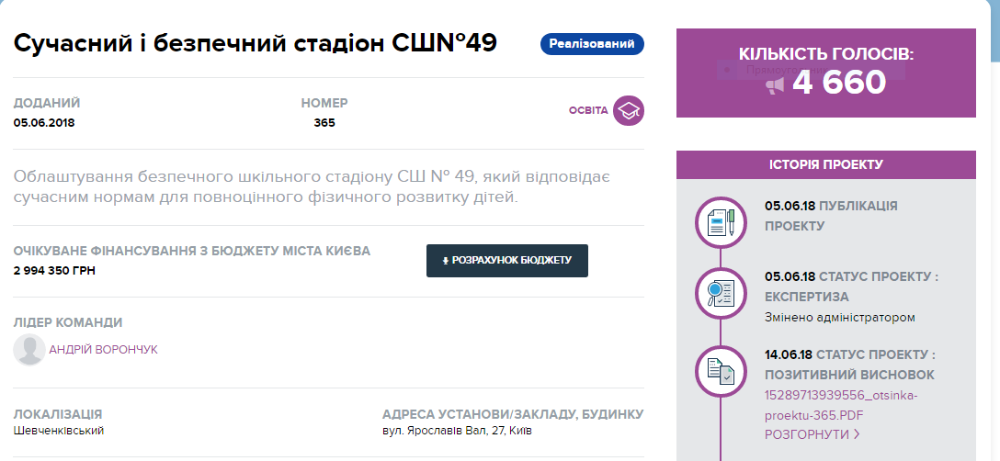 Сучасний і безпечний стадіон СШ№49
Реалізований
ДОДАНИЙ
05.06.2018
НОМЕР
365
ОСВІТА
Облаштування безпечного шкільного стадіону СШ № 49, який відповідає
сучасним нормам для повноцінного фізичного розвитку дітей.
ОЧІКУВАНЕ ФІНАНСУВАННЯ З БЮДЖЕТУ МІСТА КИЄВА
2 994 350 ГРН
РОЗРАХУНОК БЮДЖЕТУ
ЛІДЕР КОМАНДИ
АНДРІЙ ВОРОНЧУК
ЛОКАЛІЗАЦІЯ
Шевченківський
АДРЕСА УСТАНОВИ/ЗАКЛАДУ, БУДИНКУ
вул. Ярославів Вал, 27, Київ
КІЛЬКІСТЬ ГОЛОСІВ:
4 660
ІСТОРІЯ ПРОЕКТУ
05.06.18 ПУБЛІКАЦІЯ
ПРОЕКТУ
05.06.18 СТАТУС ПРОЕКТУ :
ЕКСПЕРТИЗА
Змінено адміністратором
14.06.18 СТАТУС ПРОЕКТУ :
ПОЗИТИВНИЙ ВИСНОВОК
15289713939556_otsinka-
proektu-365.PDF
РОЗГОРНУТИ